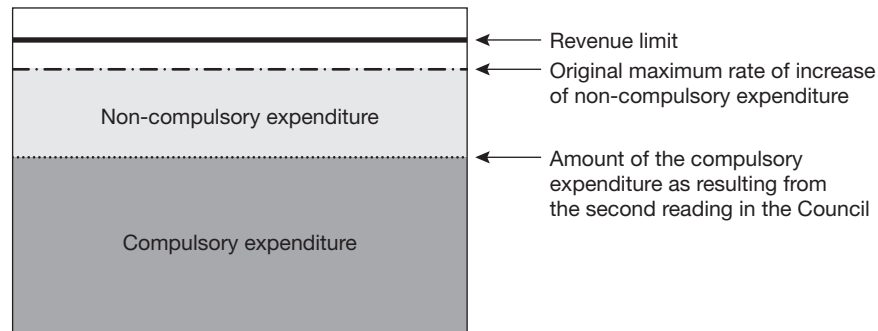 Revenue limit
Original maximum rate of increase
of non-compulsory expenditure
Non-compulsory expenditure
Amount of the compulsory
expenditure as resulting from
the second reading in the Council
Compulsory expenditure